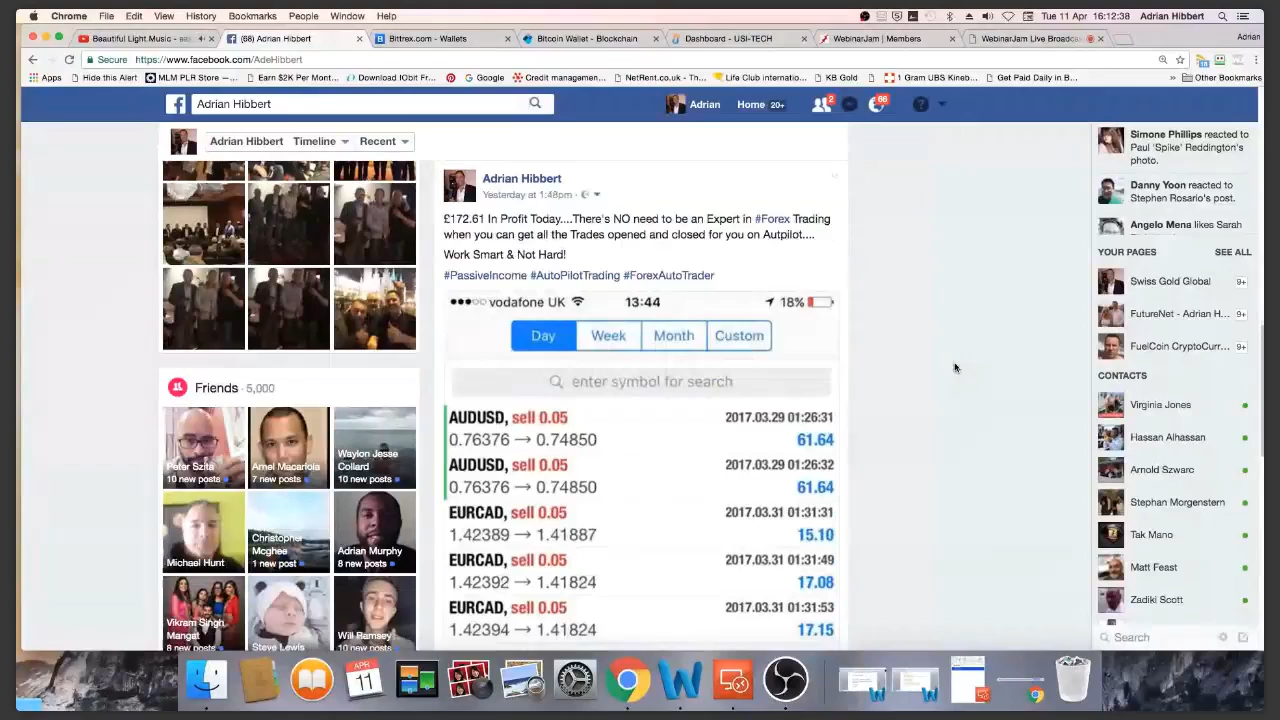 Chrome File Edit View History Bookmarks People Window Help
Tue 11 Apr 16:12:38 Adrian Hibbert
Beautiful Light Music - eas
(68) Adrian Hibbert
Bittrex.com - Wallets
Bitcoin Wallet - Blockchain
Dashboard - USI-TECH
WebinarJam | Members
WebinarJam Live Broadcas
Adrian
Secure https://www.facebook.com/AdeHibbert
Apps Hide this Alert MLM PLR Store — Earn $2K Per Mont... Download IObit Fr... Google Credit managemen... NetRent.co.uk - Th... Life Club internatio... KB Gold 1 Gram UBS Kineb... Get Paid Daily in B... » Other Bookmarks
Adrian Hibbert
Adrian Home 20+ 2 68
Adrian Hibbert Timeline Recent
Adrian Hibbert
Yesterday at 1:48pm
£172.61 In Profit Today....There's NO need to be an Expert in #Forex Trading
when you can get all the Trades opened and closed for you on Autpilot....
Work Smart & Not Hard!
#PassiveIncome #AutoPilotTrading #ForexAutoTrader
vodafone UK 13:44 18%
Day Week Month Custom
enter symbol for search
AUDUSD, sell 0.05 2017.03.29 01:26:31
0.76376 → 0.74850 61.64
AUDUSD, sell 0.05 2017.03.29 01:26:32
0.76376 → 0.74850 61.64
EURCAD, sell 0.05 2017.03.31 01:31:31
1.42389 → 1.41887 15.10
EURCAD, sell 0.05 2017.03.31 01:31:49
1.42392 → 1.41824 17.08
EURCAD, sell 0.05 2017.03.31 01:31:53
1.42394 → 1.41824 17.15
Friends · 5,000
Peter Szita
10 new posts
Amel Macariola
7 new posts
Waylon Jesse
Collard
10 new posts
Michael Hunt
Christopher
Mcghee
1 new post
Adrian Murphy
8 new posts
Vikram Singh
Mangat
8 new posts
Steve Lewis
Will Ramsey
Simone Phillips reacted to
Paul 'Spike' Reddington's
photo.
Danny Yoon reacted to
Stephen Rosario's post.
Angelo Mena likes Sarah
YOUR PAGES SEE ALL
Swiss Gold Global 9+
FutureNet - Adrian H... 9+
FuelCoin CryptoCurr... 9+
CONTACTS
Virginia Jones
Hassan Alhassan
Arnold Szwarc
Stephan Morgenstern
Tak Mano
Matt Feast
Zadiki Scott
Search
APR
11